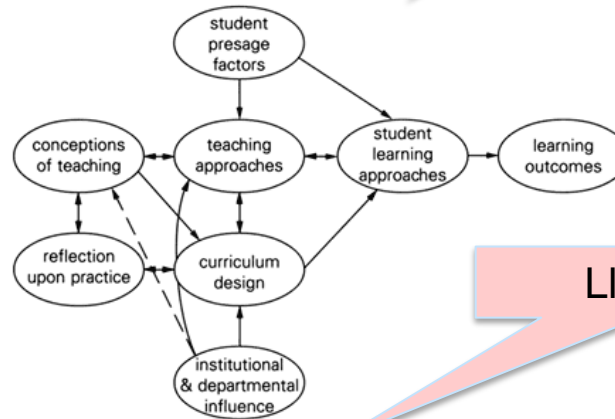 student
presage
factors
conceptions
of teaching
teaching
approaches
student
learning
approaches
learning
outcomes
reflection
upon practice
curriculum
design
institutional
& departmental
influence